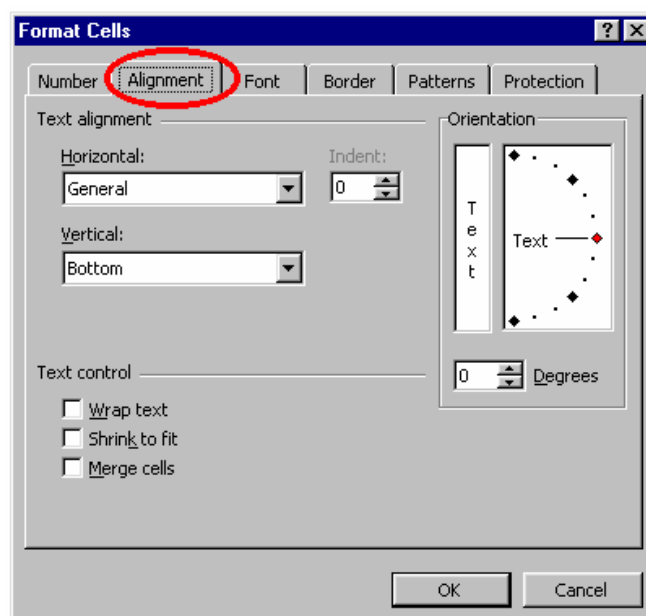 Format Cells
Number Alignment Font Border Patterns Protection
Text alignment
Horizontal:
General
Indent:
0
Vertical:
Bottom
Orientation
T
e
x
t
Text
0 Degrees
Text control
Wrap text
Shrink to fit
Merge cells
OK Cancel